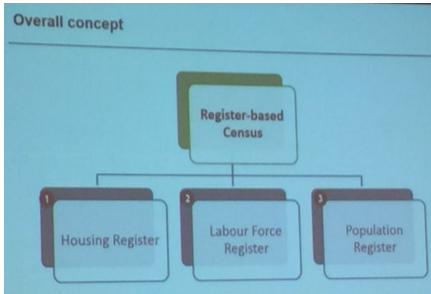 Overall concept
Register-based
Census
1
2
3
Housing Register
Labour Force
Register
Population
Register